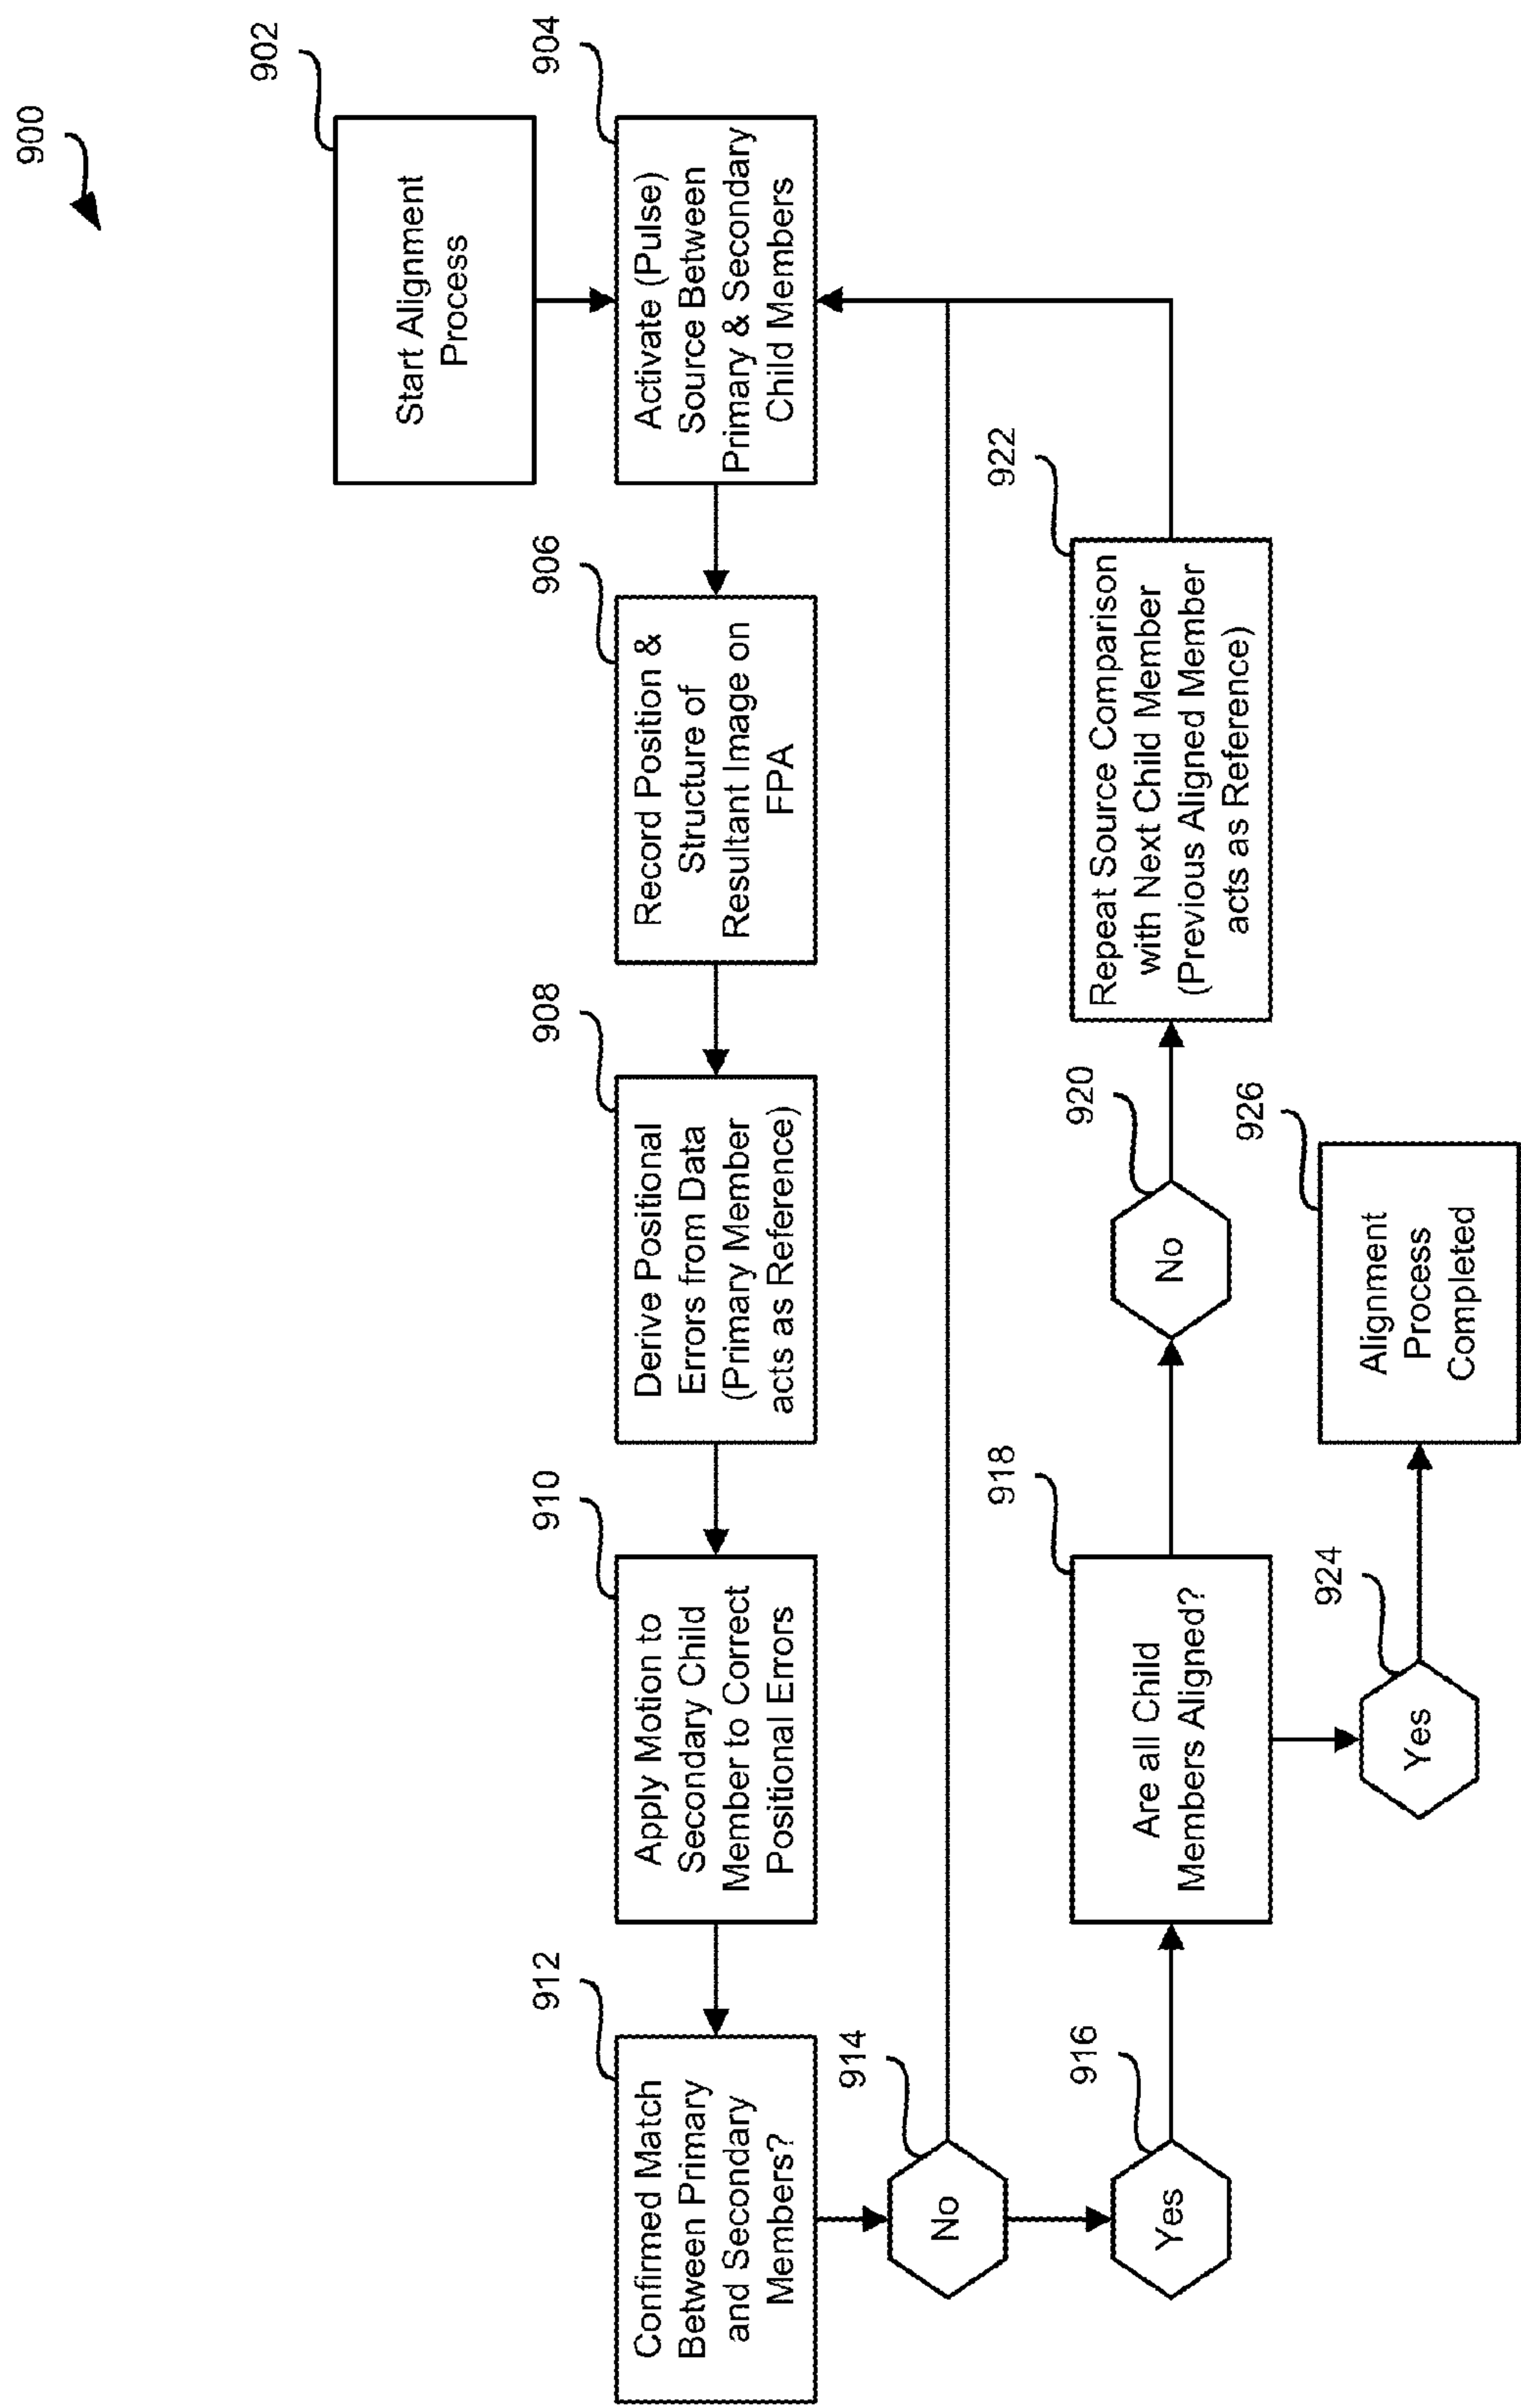 900
902
Start Alignment
Process
904
Activate (Pulse)
Source Between
Primary & Secondary
Child Members
906
Record Position &
Structure of
Resultant Image on
FPA
908
Derive Positional
Errors from Data
(Primary Member
acts as Reference)
910
Apply Motion to
Secondary Child
Member to Correct
Positional Errors
912
Confirmed Match
Between Primary
and Secondary
Members?
914
No
916
Yes
918
Are all Child
Members Aligned?
920
No
922
Repeat Source Comparison
with Next Child Member
(Previous Aligned Member
acts as Reference)
924
Yes
926
Alignment
Process
Completed